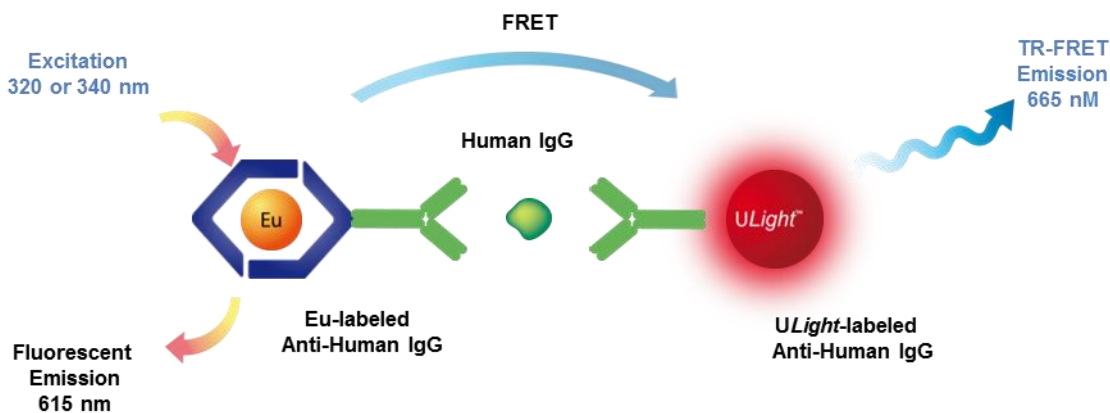 FRET
Excitation
320 or 340 nm
TR-FRET
Emission
665 nM
Human IgG
Eu
ULight™
Eu-labeled
Anti-Human IgG
ULight-labeled
Anti-Human IgG
Fluorescent
Emission
615 nm